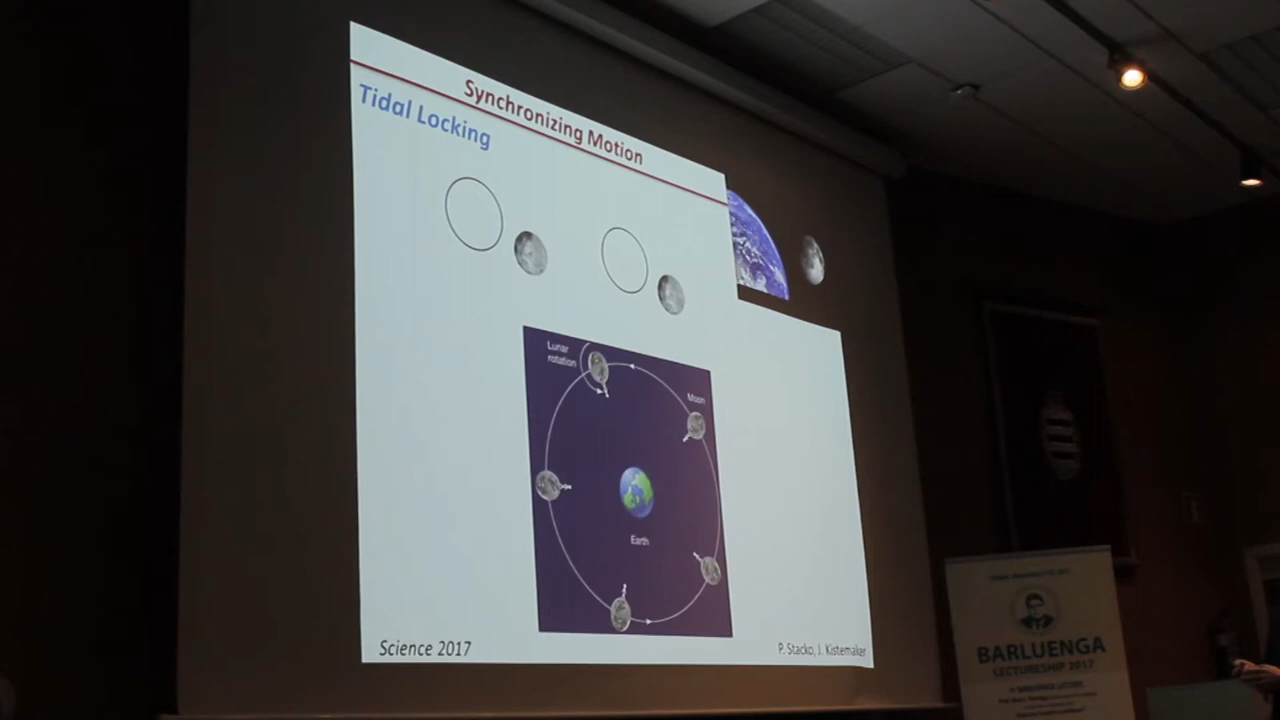 Synchronizing Motion
Tidal Locking
Lunar
rotation
Moon
Earth
Science 2017
P. Stacko, J. Kistemaker
BARLUENGA
LECTURESHIP 2017